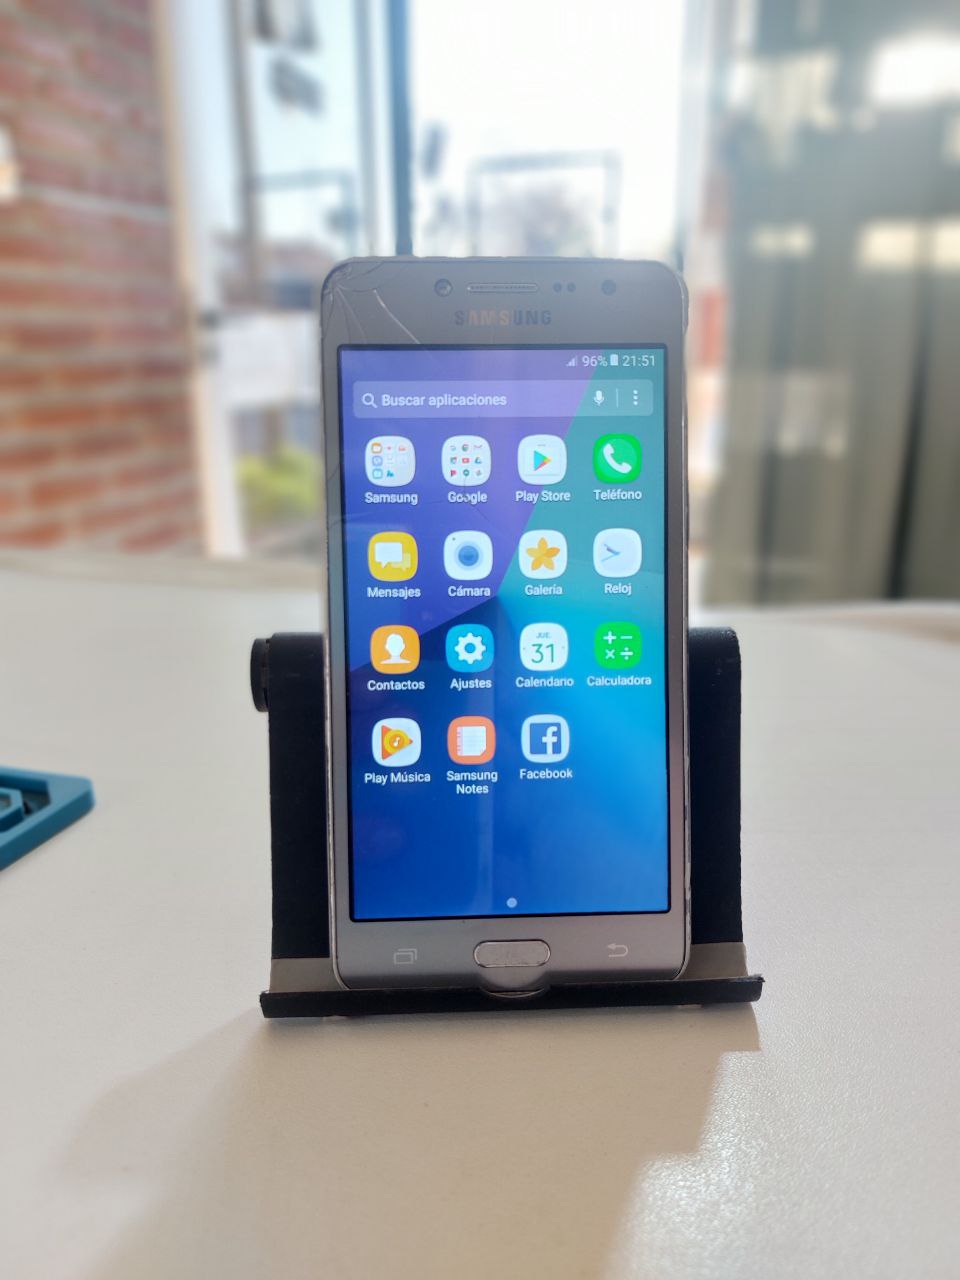 SAMSUNG
96% 21:51
Buscar aplicaciones
Samsung Google Play Store Teléfono
Mensajes Cámara Galería Reloj
JUE.
31
Contactos Ajustes Calendario Calculadora
Play Música Samsung Notes Facebook